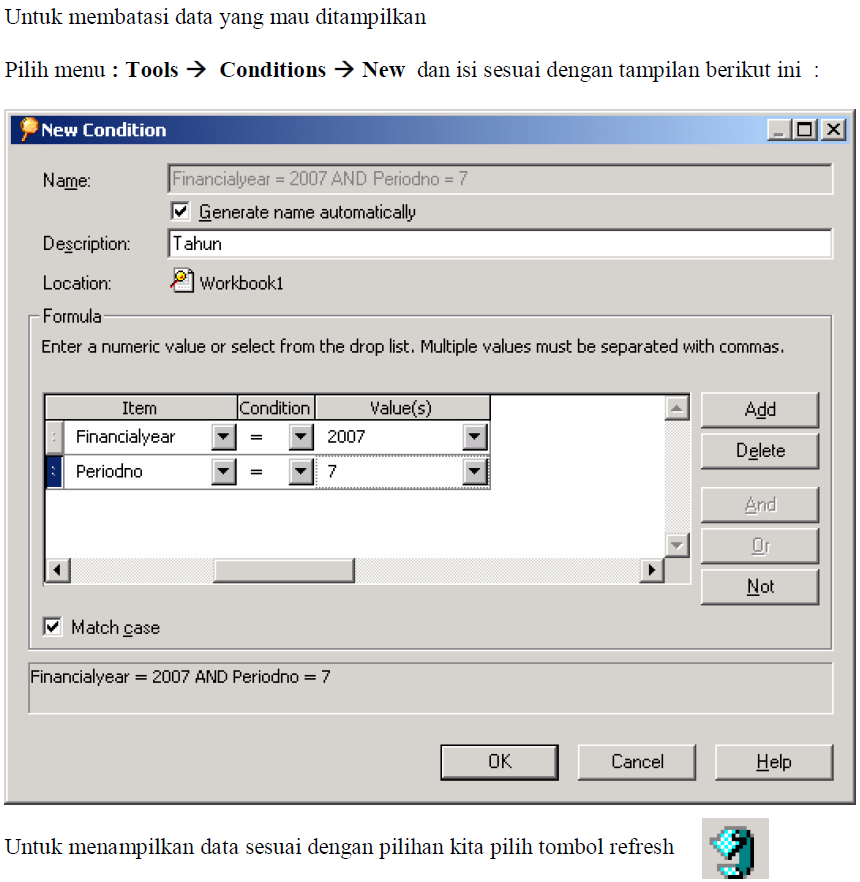 Untuk membatasi data yang mau ditampilkan
Pilih menu : Tools → Conditions → New dan isi sesuai dengan tampilan berikut ini :
New Condition
Name: Financialyear = 2007 AND Periodno = 7
Generate name automatically
Description: Tahun
Location: Workbook1
Formula
Enter a numeric value or select from the drop list. Multiple values must be separated with commas.
Item Condition Value(s)
Financialyear = 2007
Periodno = 7
Add
Delete
And
Or
Not
Match case
Financialyear = 2007 AND Periodno = 7
OK Cancel Help
Untuk menampilkan data sesuai dengan pilihan kita pilih tombol refresh